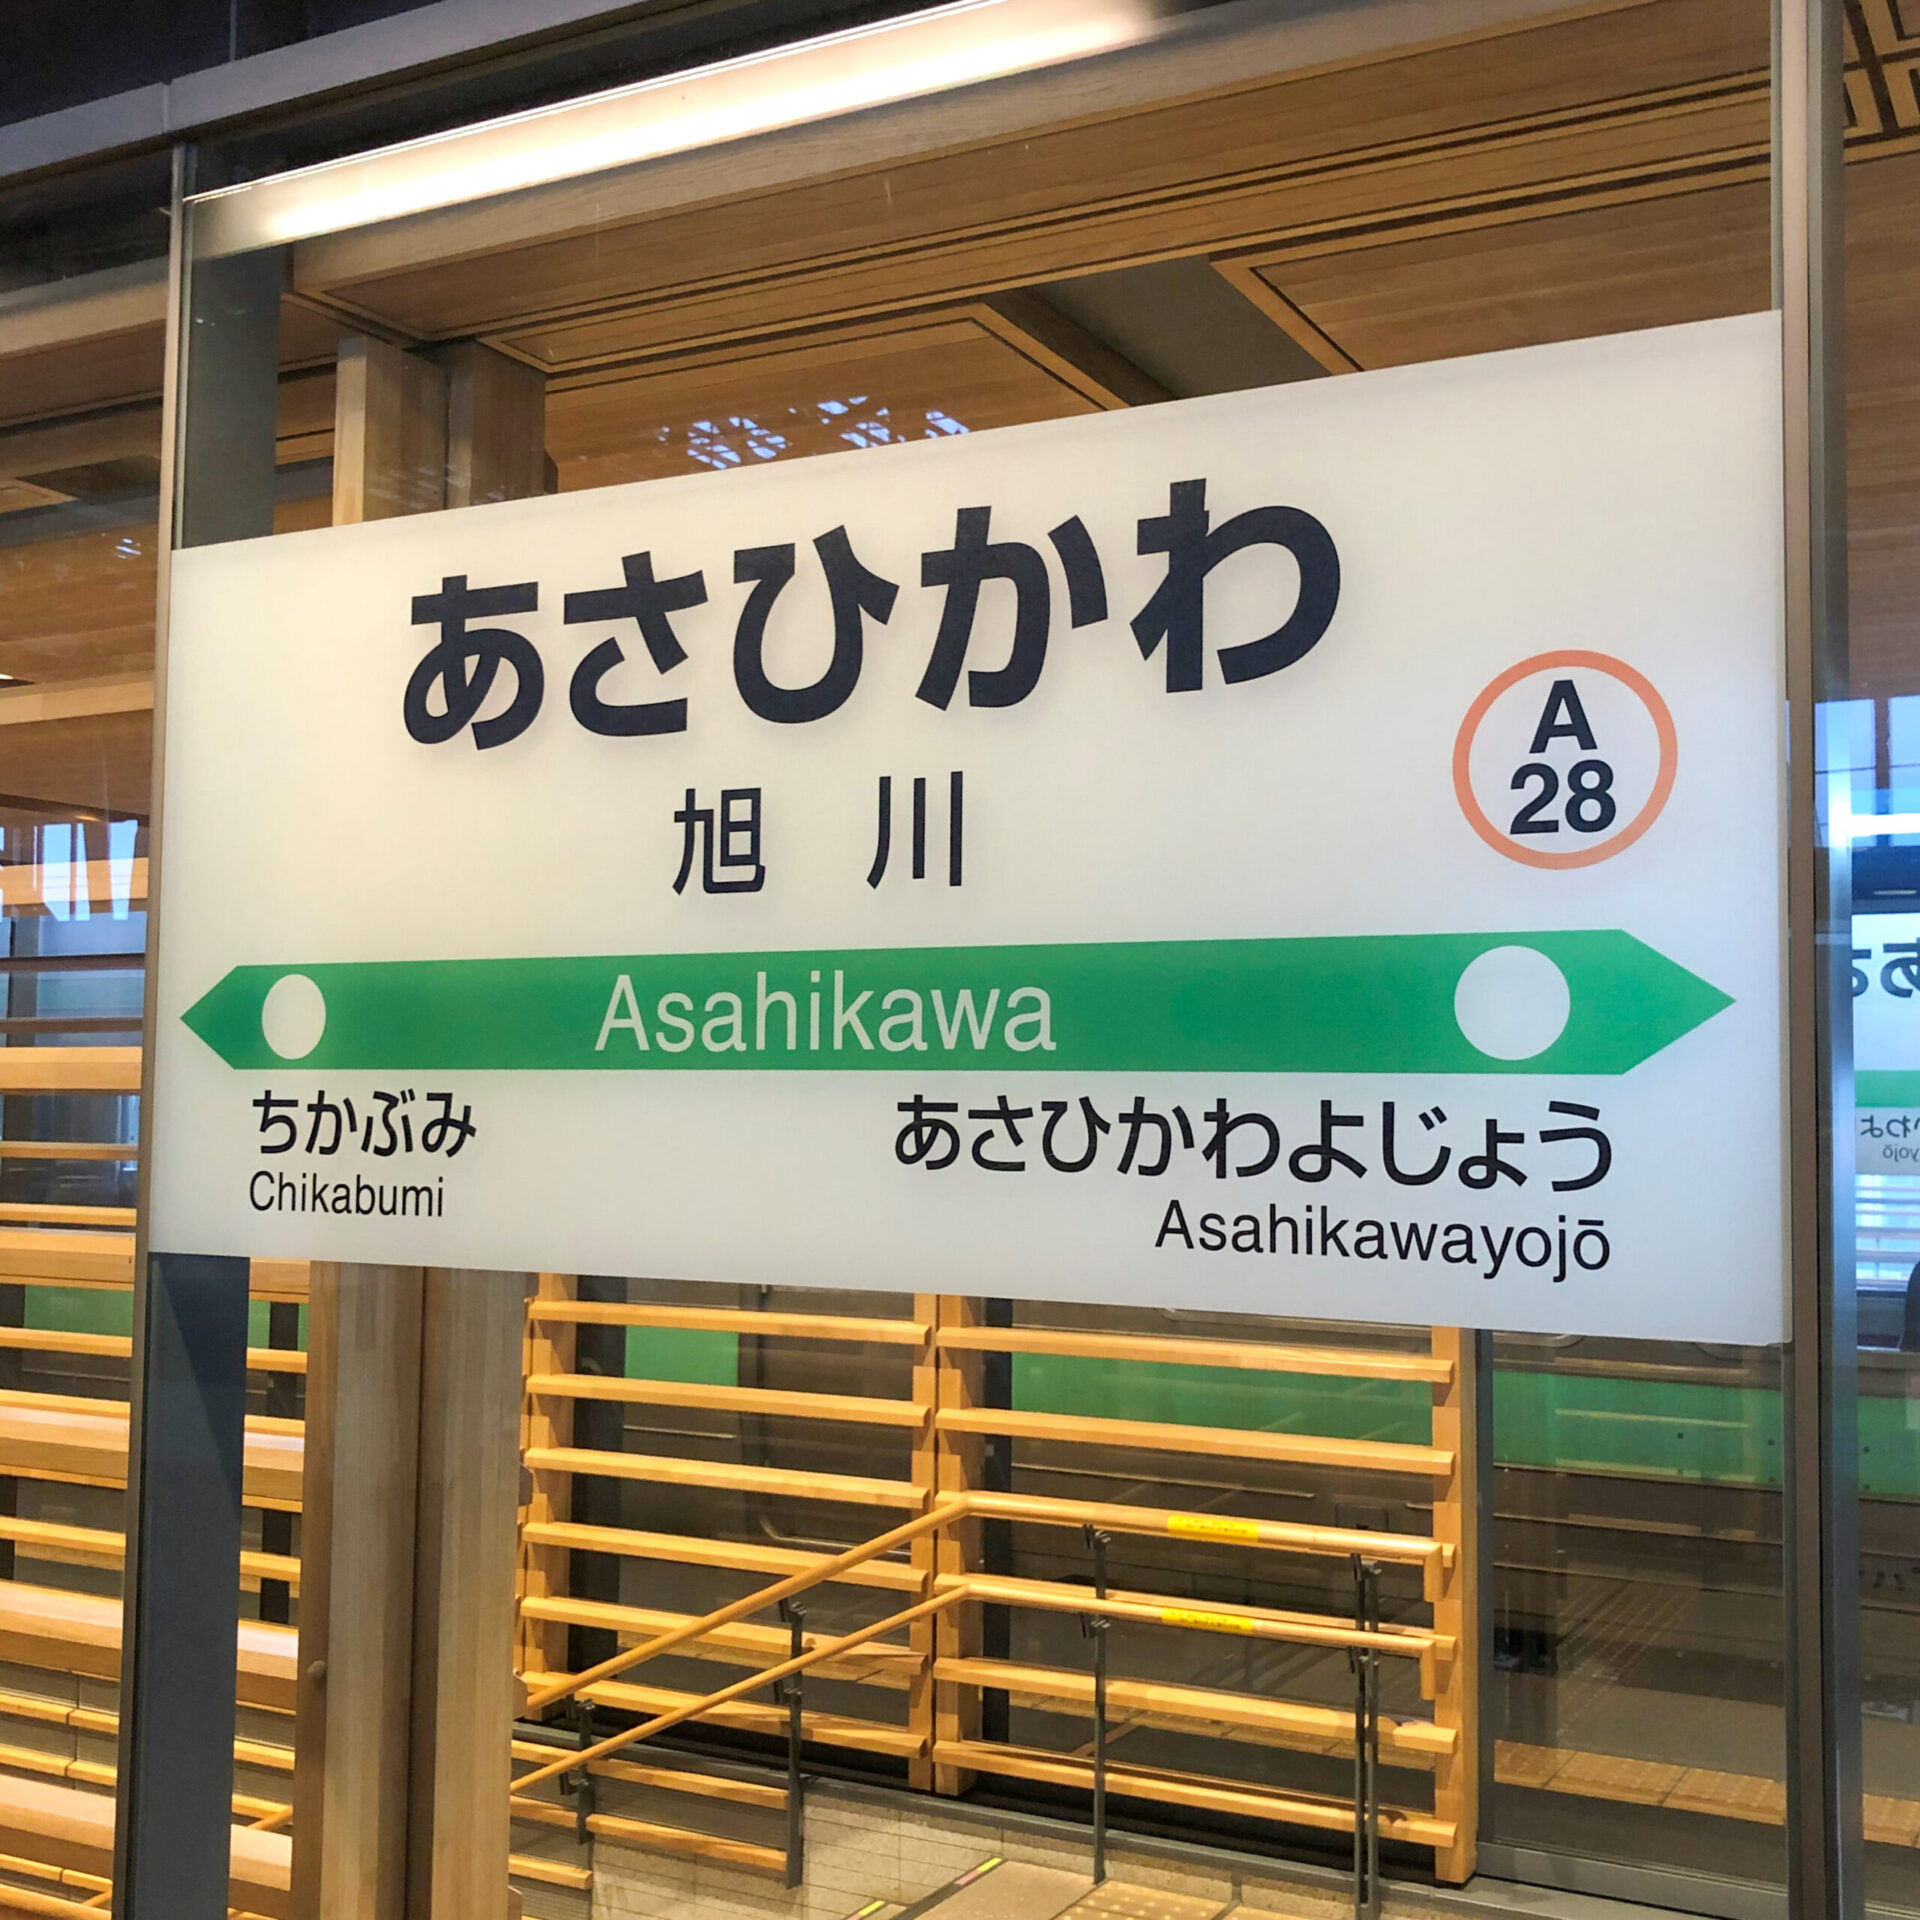 あさひかわ
旭川
A
28
Asahikawa
ちかぶみ
Chikabumi
あさひかわよじょう
Asahikawayojō